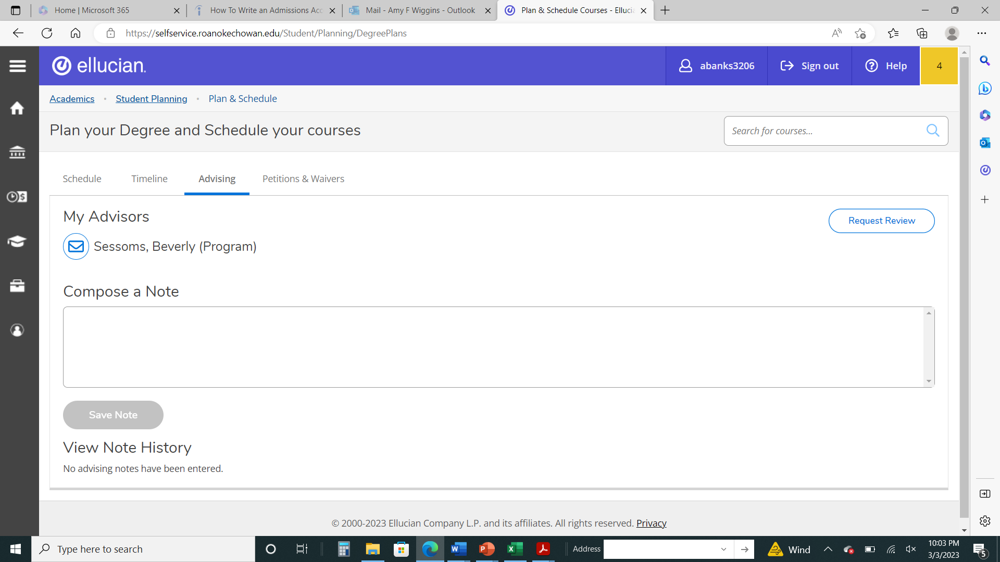 Home | Microsoft 365
How To Write an Admissions Acc
Mail - Amy F Wiggins - Outlook
Plan & Schedule Courses - Ellucia
https://selfservice.roanokechowan.edu/Student/Planning/DegreePlans
ellucian.
abanks3206
Sign out
Help
4
Academics • Student Planning • Plan & Schedule
Plan your Degree and Schedule your courses
Search for courses...
Schedule
Timeline
Advising
Petitions & Waivers
My Advisors
Request Review
Sessoms, Beverly (Program)
Compose a Note
Save Note
View Note History
No advising notes have been entered.
© 2000-2023 Ellucian Company L.P. and its affiliates. All rights reserved. Privacy
Type here to search
Address
Wind
10:03 PM
3/3/2023
5